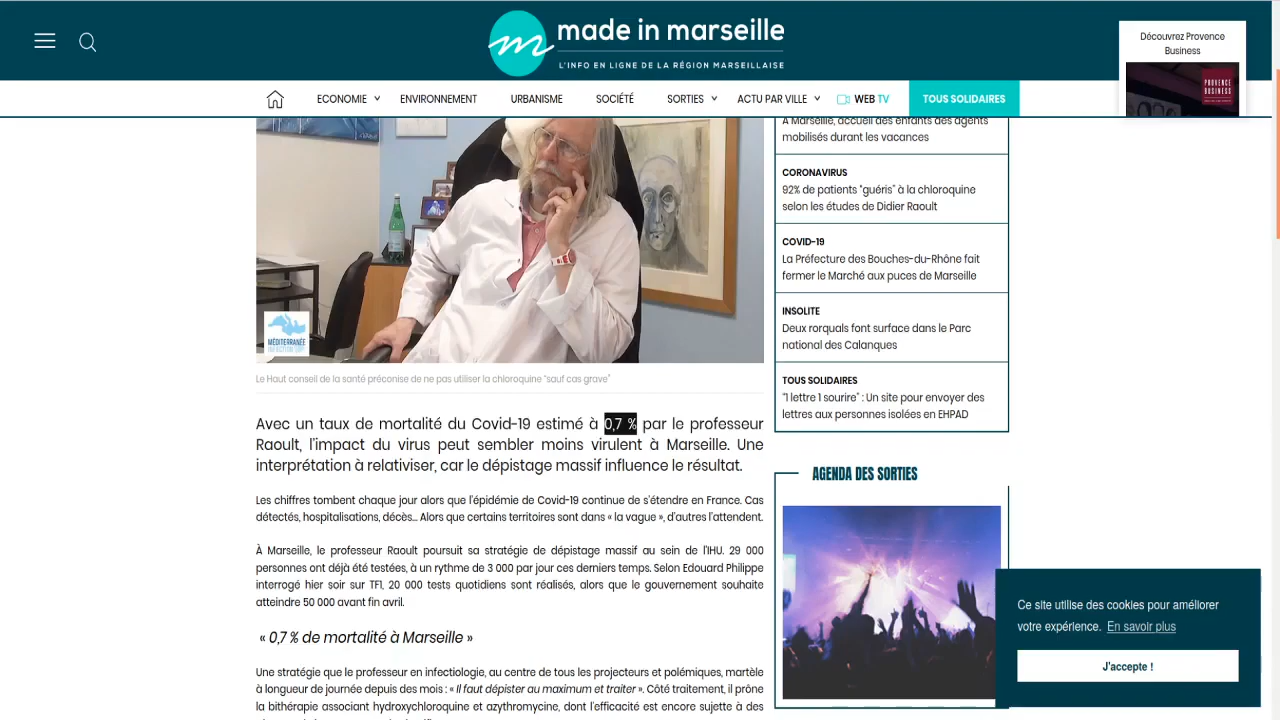 made in marseille
L'INFO EN LIGNE DE LA RÉGION MARSEILLAISE
Découvrez Provence
Business
PROVENCE
BUSINESS
ECONOMIE
ENVIRONNEMENT
URBANISME
SOCIÉTÉ
SORTIES
ACTU PAR VILLE
WEB TV
TOUS SOLIDAIRES
MÉDITERRANÉE
Le Haut conseil de la santé préconise de ne pas utiliser la chloroquine "sauf cas grave"
Avec un taux de mortalité du Covid-19 estimé à 0,7 % par le professeur
Raoult, l'impact du virus peut sembler moins virulent à Marseille. Une
interprétation à relativiser, car le dépistage massif influence le résultat.
Les chiffres tombent chaque jour alors que l'épidémie de Covid-19 continue de s'étendre en France. Cas
détectés, hospitalisations, décès... Alors que certains territoires sont dans « la vague », d'autres l'attendent.
À Marseille, le professeur Raoult poursuit sa stratégie de dépistage massif au sein de l'IHU. 29 000
personnes ont déjà été testées, à un rythme de 3 000 par jour ces derniers temps. Selon Edouard Philippe
interrogé hier soir sur TF1, 20 000 tests quotidiens sont réalisés, alors que le gouvernement souhaite
atteindre 50 000 avant fin avril.
« 0,7 % de mortalité à Marseille »
Une stratégie que le professeur en infectiologie, au centre de tous les projecteurs et polémiques, martèle
à longueur de journée depuis des mois : « Il faut dépister au maximum et traiter ». Côté traitement, il prône
la bithérapie associant hydroxychloroquine et azythromycine, dont l'efficacité est encore sujette à des
À Marseille, accueil des enfants des agents
mobilisés durant les vacances
CORONAVIRUS
92% de patients "guéris" à la chloroquine
selon les études de Didier Raoult
COVID-19
La Préfecture des Bouches-du-Rhône fait
fermer le Marché aux puces de Marseille
INSOLITE
Deux rorquals font surface dans le Parc
national des Calanques
TOUS SOLIDAIRES
"1 lettre 1 sourire" : Un site pour envoyer des
lettres aux personnes isolées en EHPAD
AGENDA DES SORTIES
Ce site utilise des cookies pour améliorer
votre expérience. En savoir plus
J'accepte !